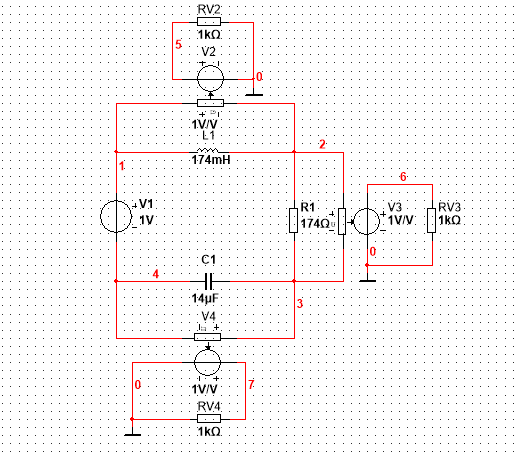 RV2
1kΩ
5
V2
0
1V/V
L1
174mH
2
1
6
V1
1V
R1
174Ω
V3
1V/V
RV3
1kΩ
0
C1
4
14µF
3
V4
0
7
1V/V
RV4
1kΩ